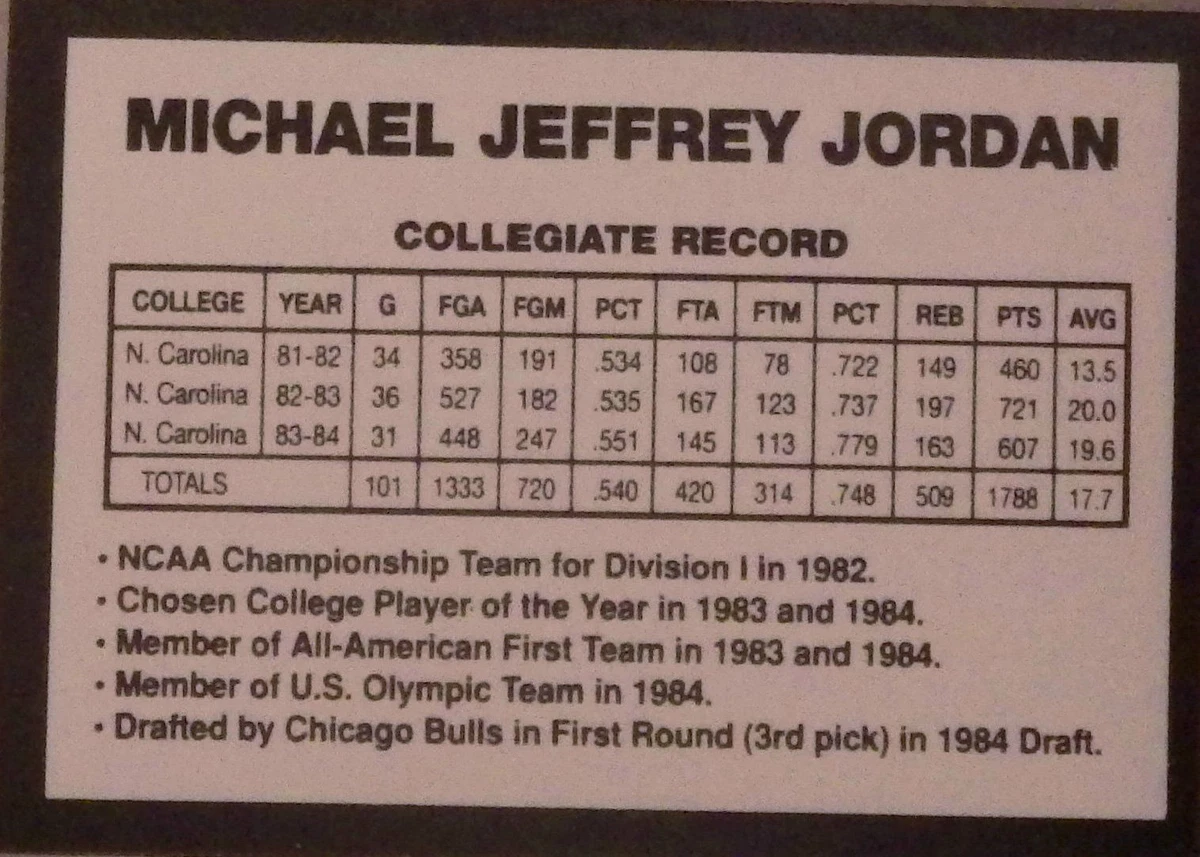 MICHAEL JEFFREY JORDAN
COLLEGIATE RECORD
COLLEGE YEAR G FGA FGM PCT FTA FTM PCT REB PTS AVG
N. Carolina 81-82 34 358 191 .534 108 78 .722 149 460 13.5
N. Carolina 82-83 36 527 182 .535 167 123 .737 197 721 20.0
N. Carolina 83-84 31 448 247 .551 145 113 .779 163 607 19.6
TOTALS 101 1333 720 .540 420 314 .748 509 1788 17.7
• NCAA Championship Team for Division I in 1982.
• Chosen College Player of the Year in 1983 and 1984.
• Member of All-American First Team in 1983 and 1984.
• Member of U.S. Olympic Team in 1984.
• Drafted by Chicago Bulls in First Round (3rd pick) in 1984 Draft.